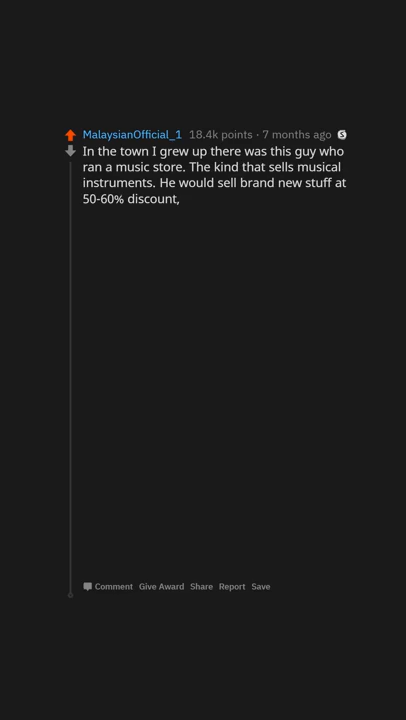 MalaysianOfficial_1 18.4k points · 7 months ago
In the town I grew up there was this guy who
ran a music store. The kind that sells musical
instruments. He would sell brand new stuff at
50-60% discount,
Comment Give Award Share Report Save